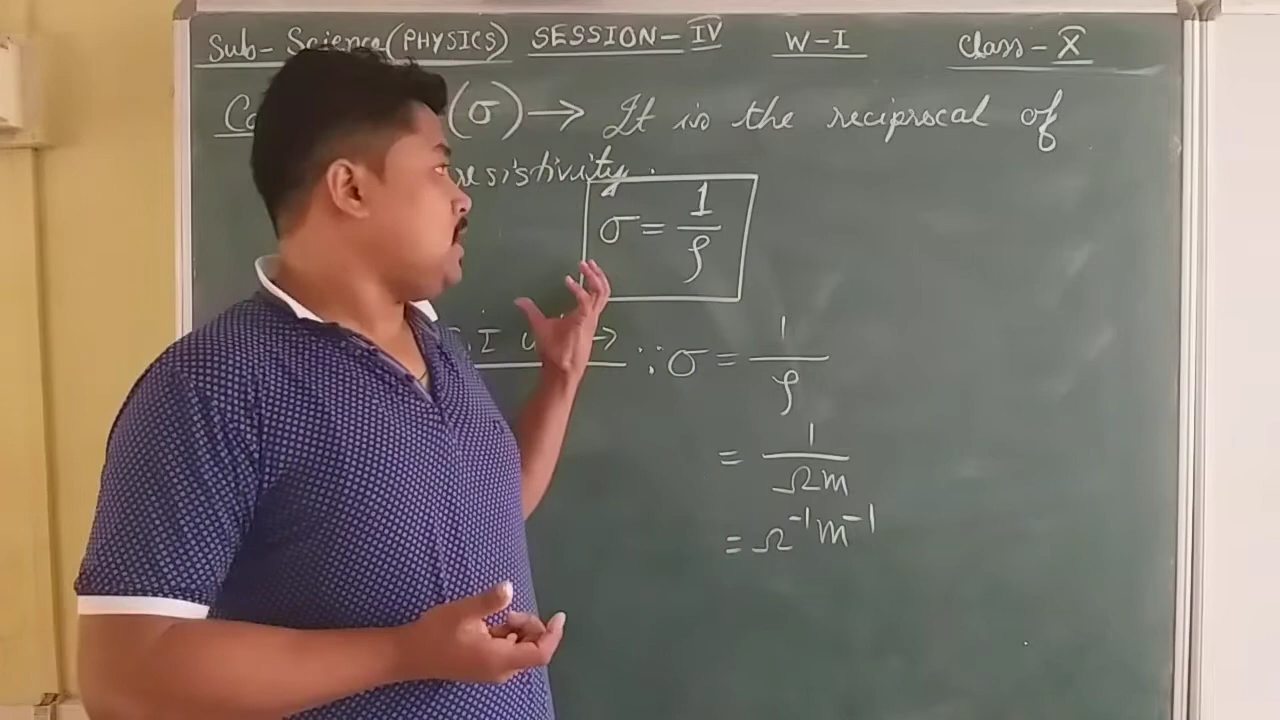 Sub- Science(PHYSICS) SESSION-IV W-I Class-X
(σ)→ It is the reciprocal of
resistivity.
σ = 1/ρ
I →
∴ σ = 1/ρ
= 1/Ωm
= Ω⁻¹m⁻¹